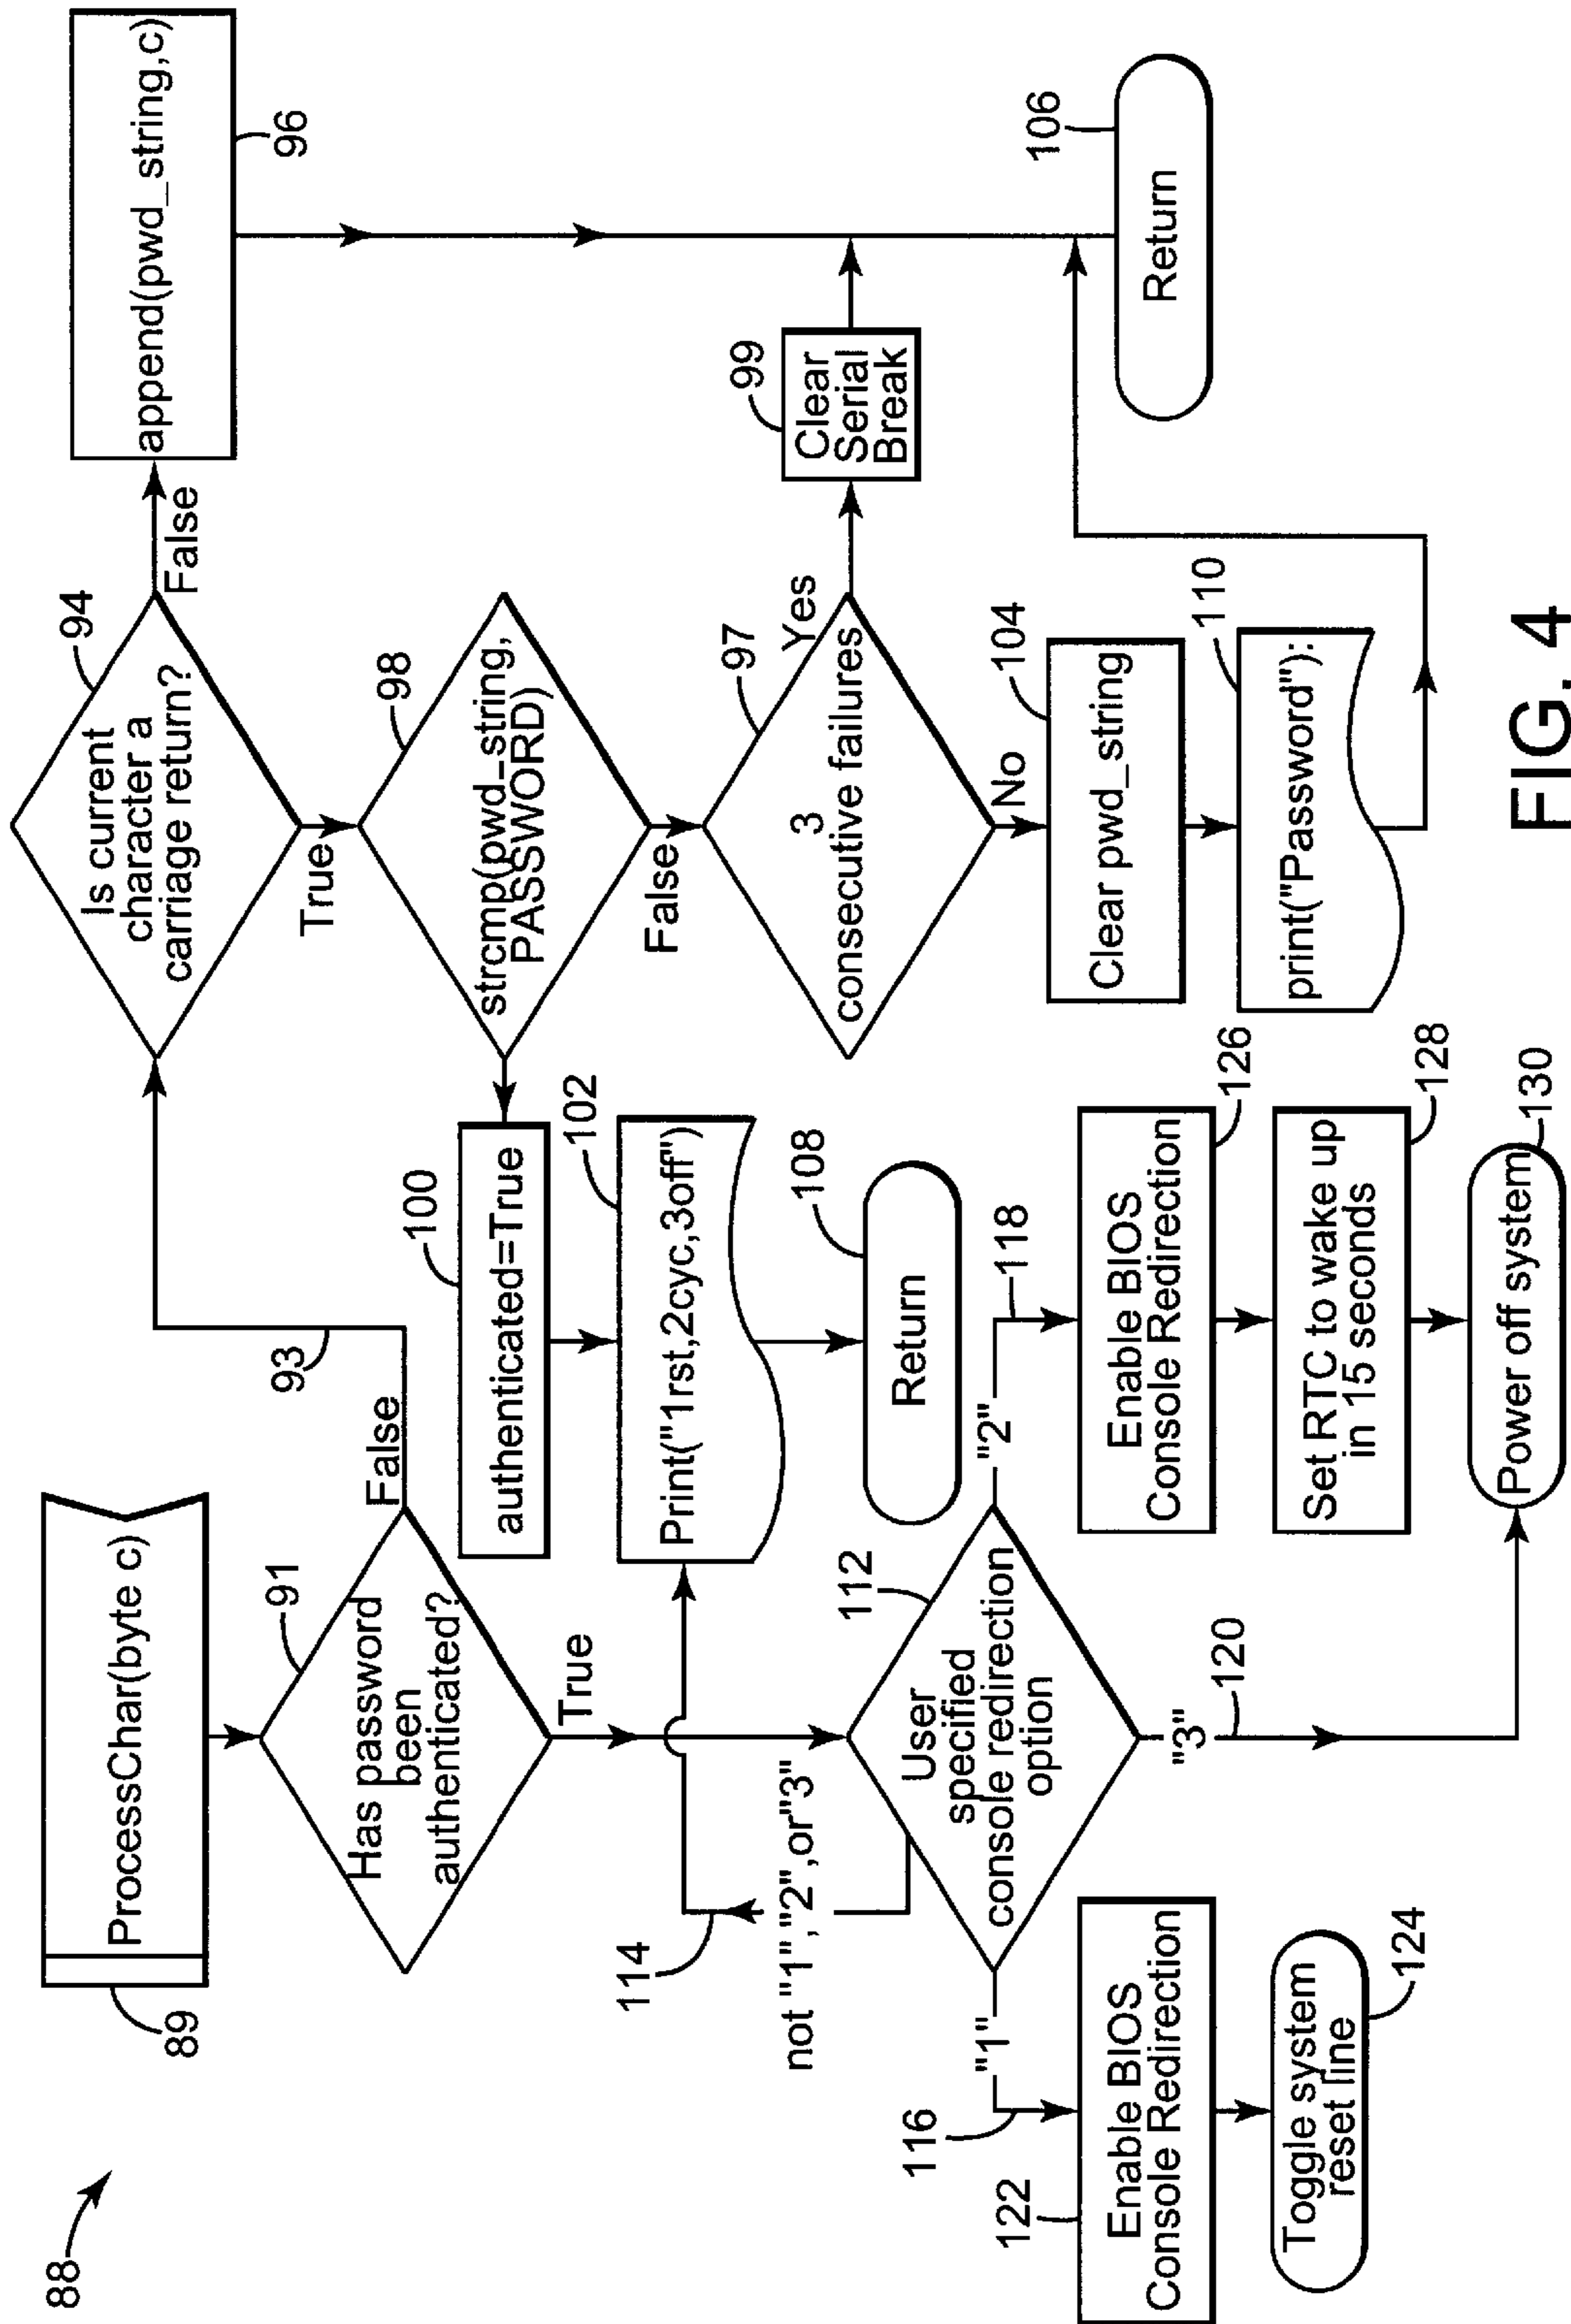 88
89
ProcessChar(byte c)
91
Has password
been
authenticated?
False
93
True
94
Is current
character a
carriage return?
False
True
append(pwd_string,c)
96
98
strcmp(pwd_string,
PASSWORD)
False
100
authenticated=True
102
Print("1rst,2cyc,3off")
108
Return
97
3
consecutive failures
Yes
No
99
Clear
Serial
Break
104
Clear pwd_string
110
print("Password"):
106
Return
114
not "1","2",or"3"
112
User
specified
console redirection
option
"1"
116
122
Enable BIOS
Console Redirection
Toggle system
reset line
124
"2"
118
Enable BIOS
Console Redirection
126
Set RTC to wake up
in 15 seconds
128
"3"
120
Power off system
130
FIG. 4